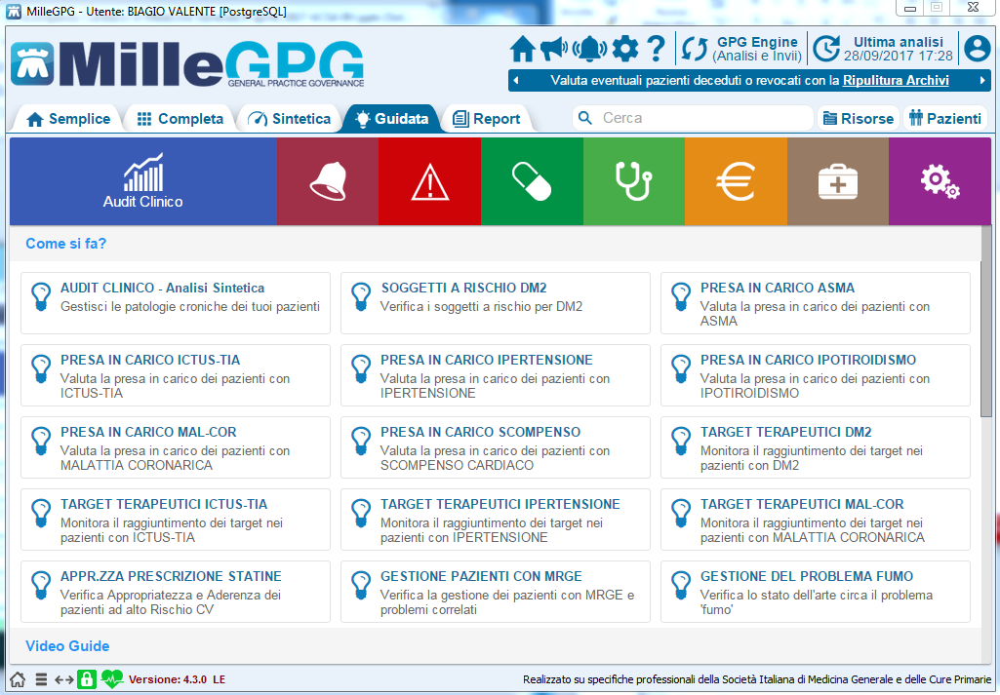 MilleGPG - Utente: BIAGIO VALENTE [PostgreSQL]
MilleGPG
GENERAL PRACTICE GOVERNANCE
GPG Engine
(Analisi e Invii)
Ultima analisi
28/09/2017 17:28
Valuta eventuali pazienti deceduti o revocati con la Ripulitura Archivi
Semplice
Completa
Sintetica
Guidata
Report
Cerca
Risorse
Pazienti
Audit Clinico
Come si fa?
AUDIT CLINICO - Analisi Sintetica
Gestisci le patologie croniche dei tuoi pazienti
SOGGETTI A RISCHIO DM2
Verifica i soggetti a rischio per DM2
PRESA IN CARICO ASMA
Valuta la presa in carico dei pazienti con
ASMA
PRESA IN CARICO ICTUS-TIA
Valuta la presa in carico dei pazienti con
ICTUS-TIA
PRESA IN CARICO IPERTENSIONE
Valuta la presa in carico dei pazienti con
IPERTENSIONE
PRESA IN CARICO IPOTIROIDISMO
Valuta la presa in carico dei pazienti con
IPOTIROIDISMO
PRESA IN CARICO MAL-COR
Valuta la presa in carico dei pazienti con
MALATTIA CORONARICA
PRESA IN CARICO SCOMPENSO
Valuta la presa in carico dei pazienti con
SCOMPENSO CARDIACO
TARGET TERAPEUTICI DM2
Monitora il raggiuntimento dei target nei
pazienti con DM2
TARGET TERAPEUTICI ICTUS-TIA
Monitora il raggiuntimento dei target nei
pazienti con ICTUS-TIA
TARGET TERAPEUTICI IPERTENSIONE
Monitora il raggiuntimento dei target nei
pazienti con IPERTENSIONE
TARGET TERAPEUTICI MAL-COR
Monitora il raggiuntimento dei target nei
pazienti con MALATTIA CORONARICA
APPR.ZZA PRESCRIZIONE STATINE
Verifica Appropriatezza e Aderenza dei
pazienti ad alto Rischio CV
GESTIONE PAZIENTI CON MRGE
Verifica la gestione dei pazienti con MRGE e
problemi correlati
GESTIONE DEL PROBLEMA FUMO
Verifica lo stato dell'arte circa il problema
'fumo'
Video Guide
Versione: 4.3.0 LE
Realizzato su specifiche professionali della Società Italiana di Medicina Generale e delle Cure Primarie